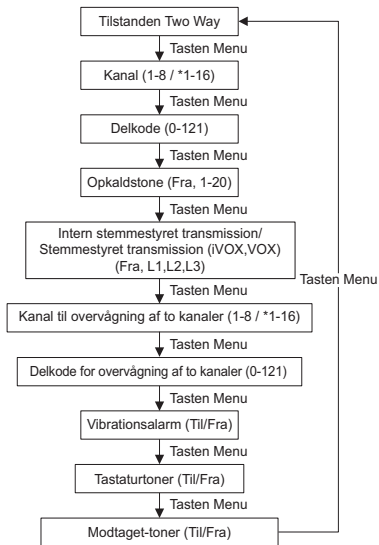 Tilstanden Two Way
Tasten Menu
Kanal (1-8 / *1-16)
Tasten Menu
Delkode (0-121)
Tasten Menu
Opkaldstone (Fra, 1-20)
Tasten Menu
Intern stemmestyret transmission/
Stemmestyret transmission (iVOX,VOX)
(Fra, L1,L2,L3)
Tasten Menu
Tasten Menu
Kanal til overvågning af to kanaler (1-8 / *1-16)
Tasten Menu
Delkode for overvågning af to kanaler (0-121)
Tasten Menu
Vibrationsalarm (Til/Fra)
Tasten Menu
Tastaturtoner (Til/Fra)
Tasten Menu
Modtaget-toner (Til/Fra)